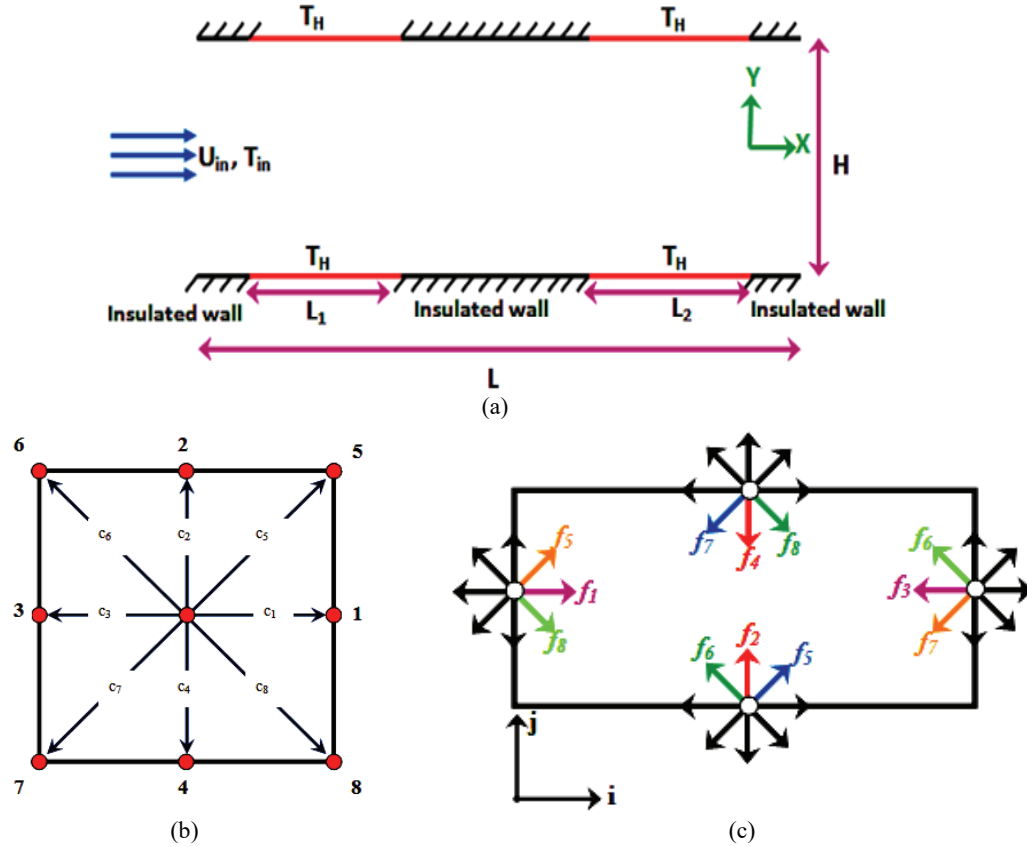 T_H T_H
Y
X
U_in, T_in
H
T_H T_H
Insulated wall L_1 Insulated wall L_2 Insulated wall
L
(a)
6 2 5
c_6 c_2 c_5
3 c_3 c_1 1
c_7 c_4 c_8
7 4 8
(b)
f_7 f_4 f_8
f_5 f_1 f_8
f_6 f_3 f_7
f_6 f_2 f_5
j
i
(c)